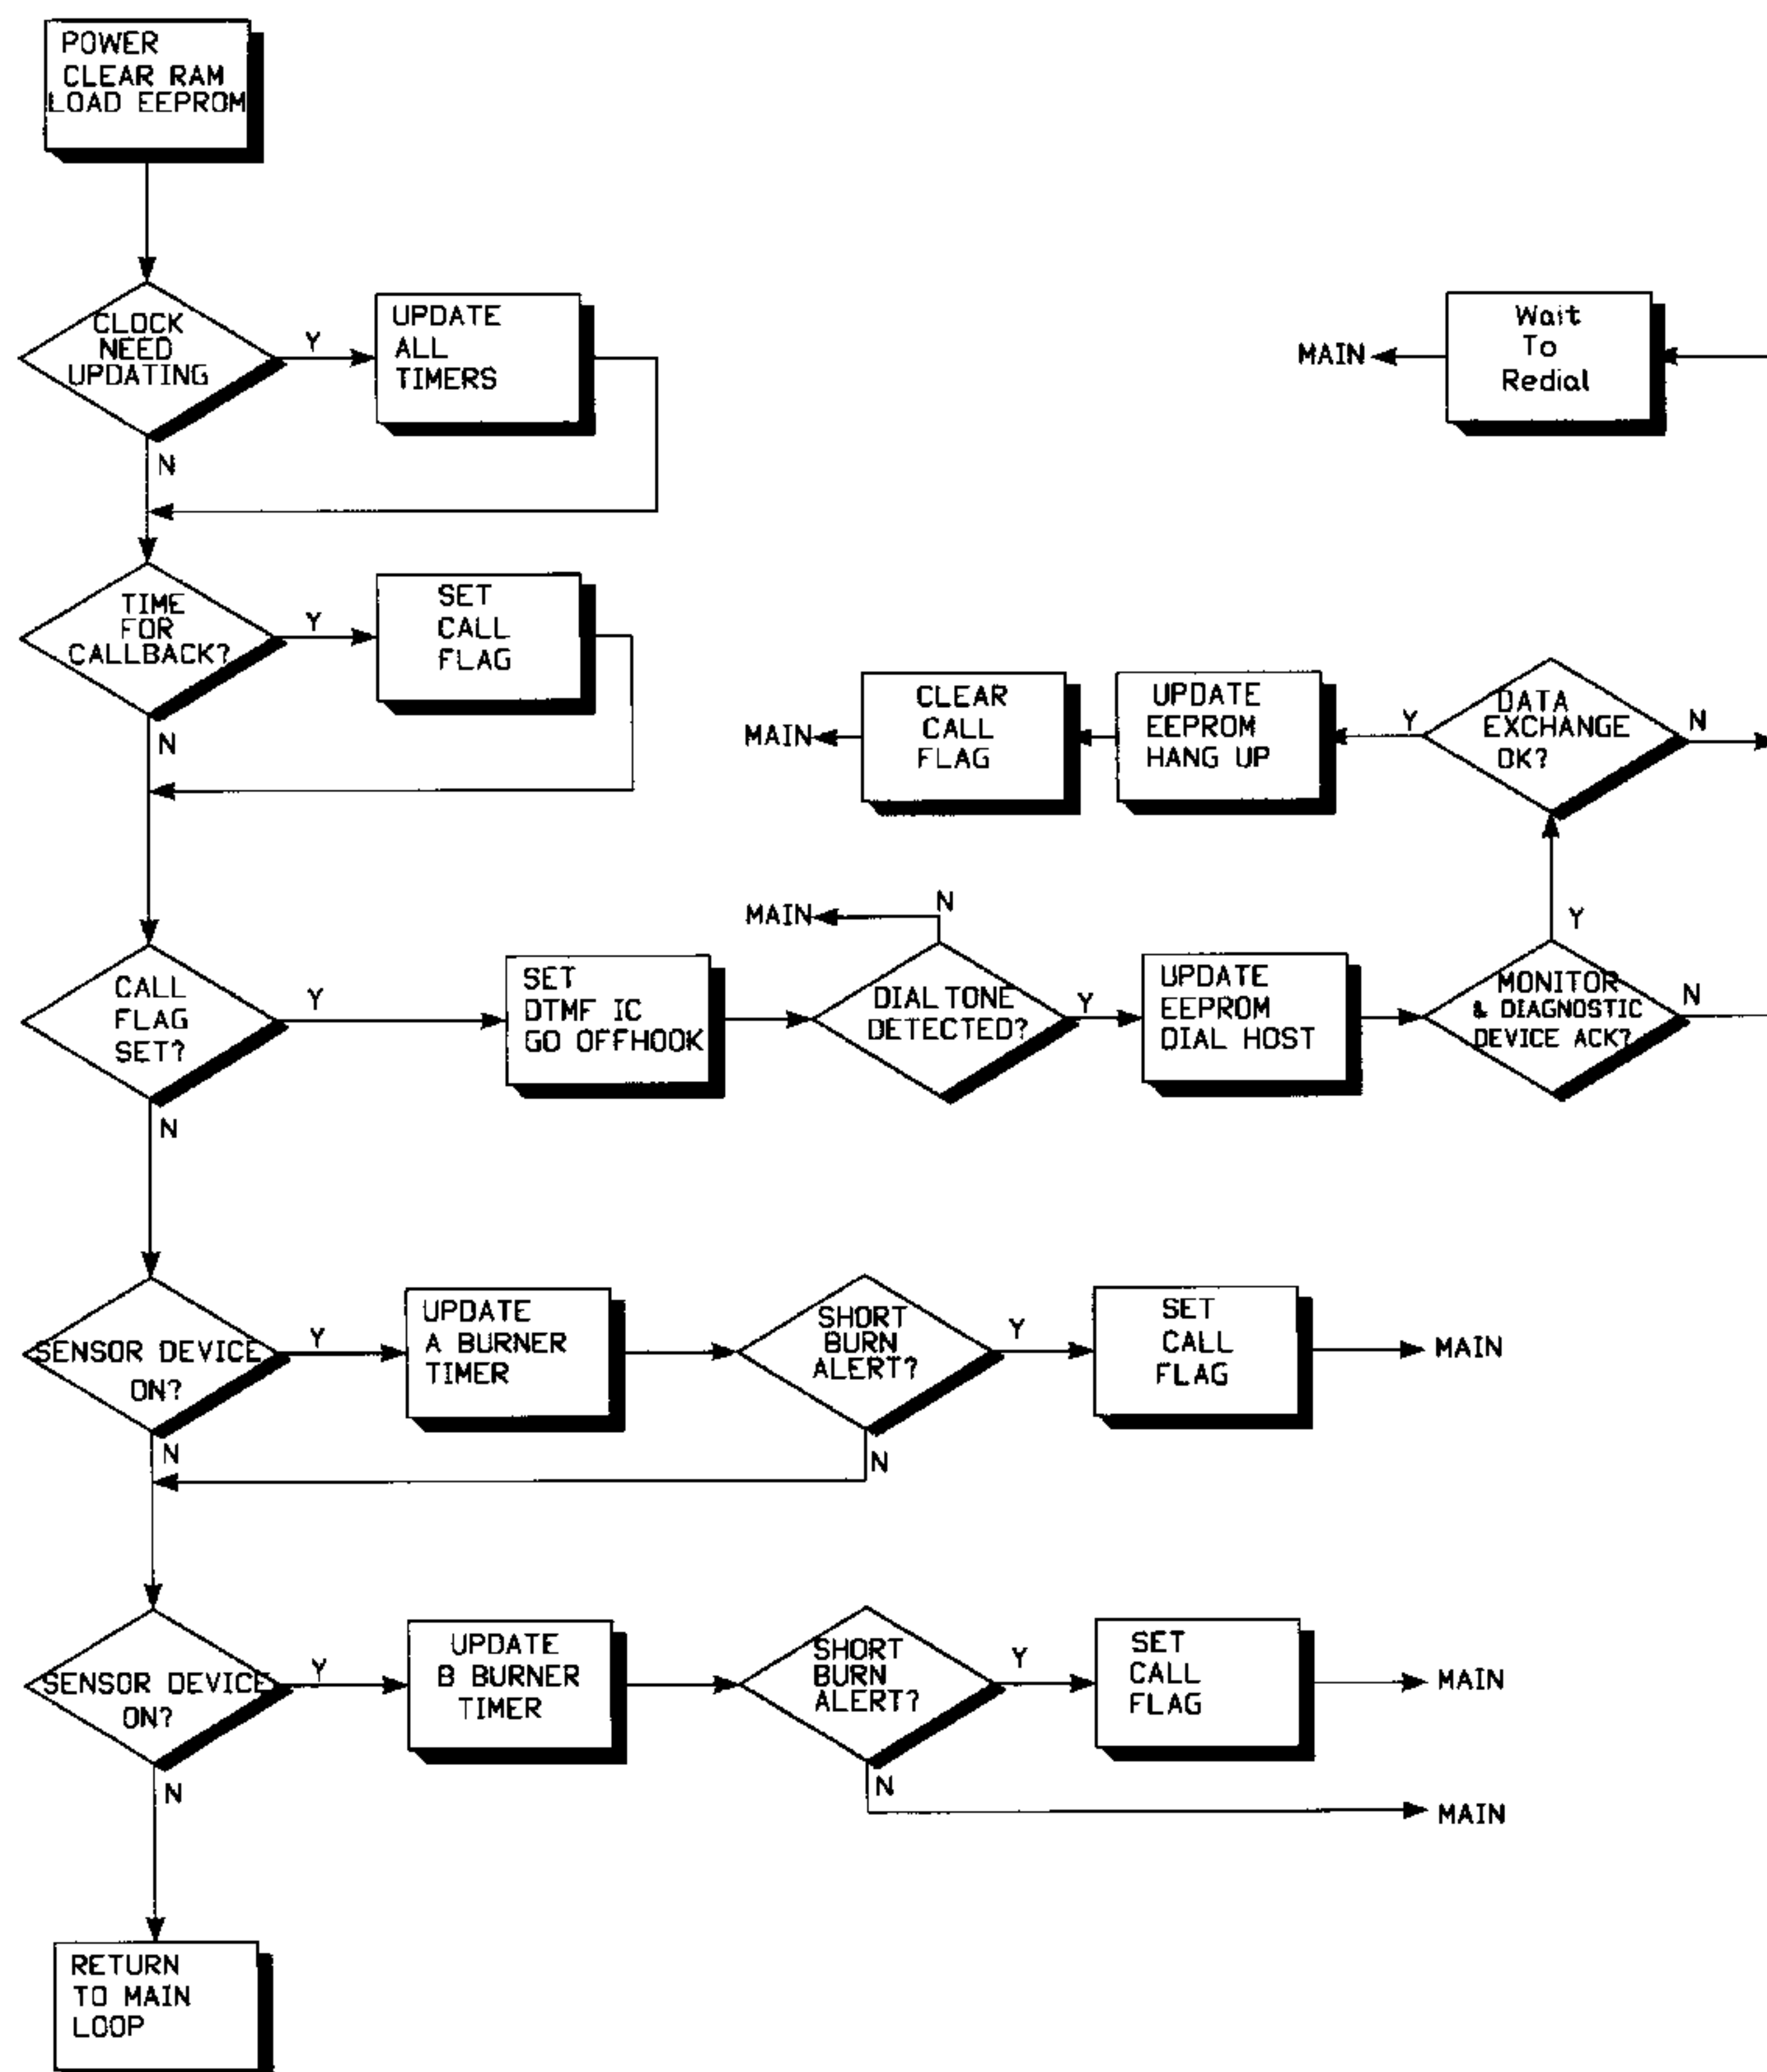 POWER
CLEAR RAM
LOAD EEPROM
CLOCK
NEED
UPDATING
Y
N
UPDATE
ALL
TIMERS
Wait
To
Redial
MAIN
TIME
FOR
CALLBACK?
Y
N
SET
CALL
FLAG
MAIN
CLEAR
CALL
FLAG
UPDATE
EEPROM
HANG UP
Y
DATA
EXCHANGE
OK?
N
CALL
FLAG
SET?
Y
N
SET
DTMF IC
GO OFFHOOK
MAIN
N
DIAL TONE
DETECTED?
Y
UPDATE
EEPROM
DIAL HOST
Y
MONITOR
& DIAGNOSTIC
DEVICE ACK?
N
SENSOR DEVICE
ON?
Y
N
UPDATE
A BURNER
TIMER
SHORT
BURN
ALERT?
Y
N
SET
CALL
FLAG
MAIN
SENSOR DEVICE
ON?
Y
N
UPDATE
B BURNER
TIMER
SHORT
BURN
ALERT?
Y
N
SET
CALL
FLAG
MAIN
MAIN
RETURN
TO MAIN
LOOP